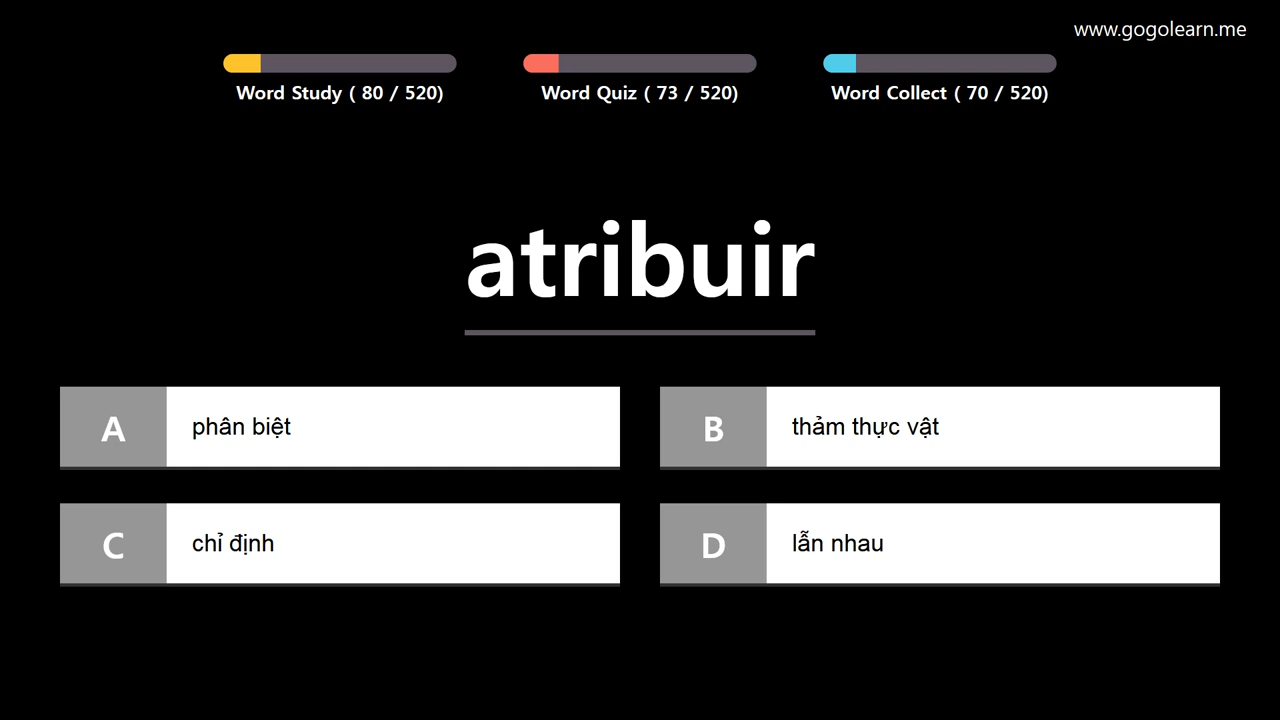 www.gogolearn.me
Word Study ( 80 / 520)
Word Quiz ( 73 / 520)
Word Collect ( 70 / 520)
atribuir
A phân biệt
B thảm thực vật
C chỉ định
D lẫn nhau